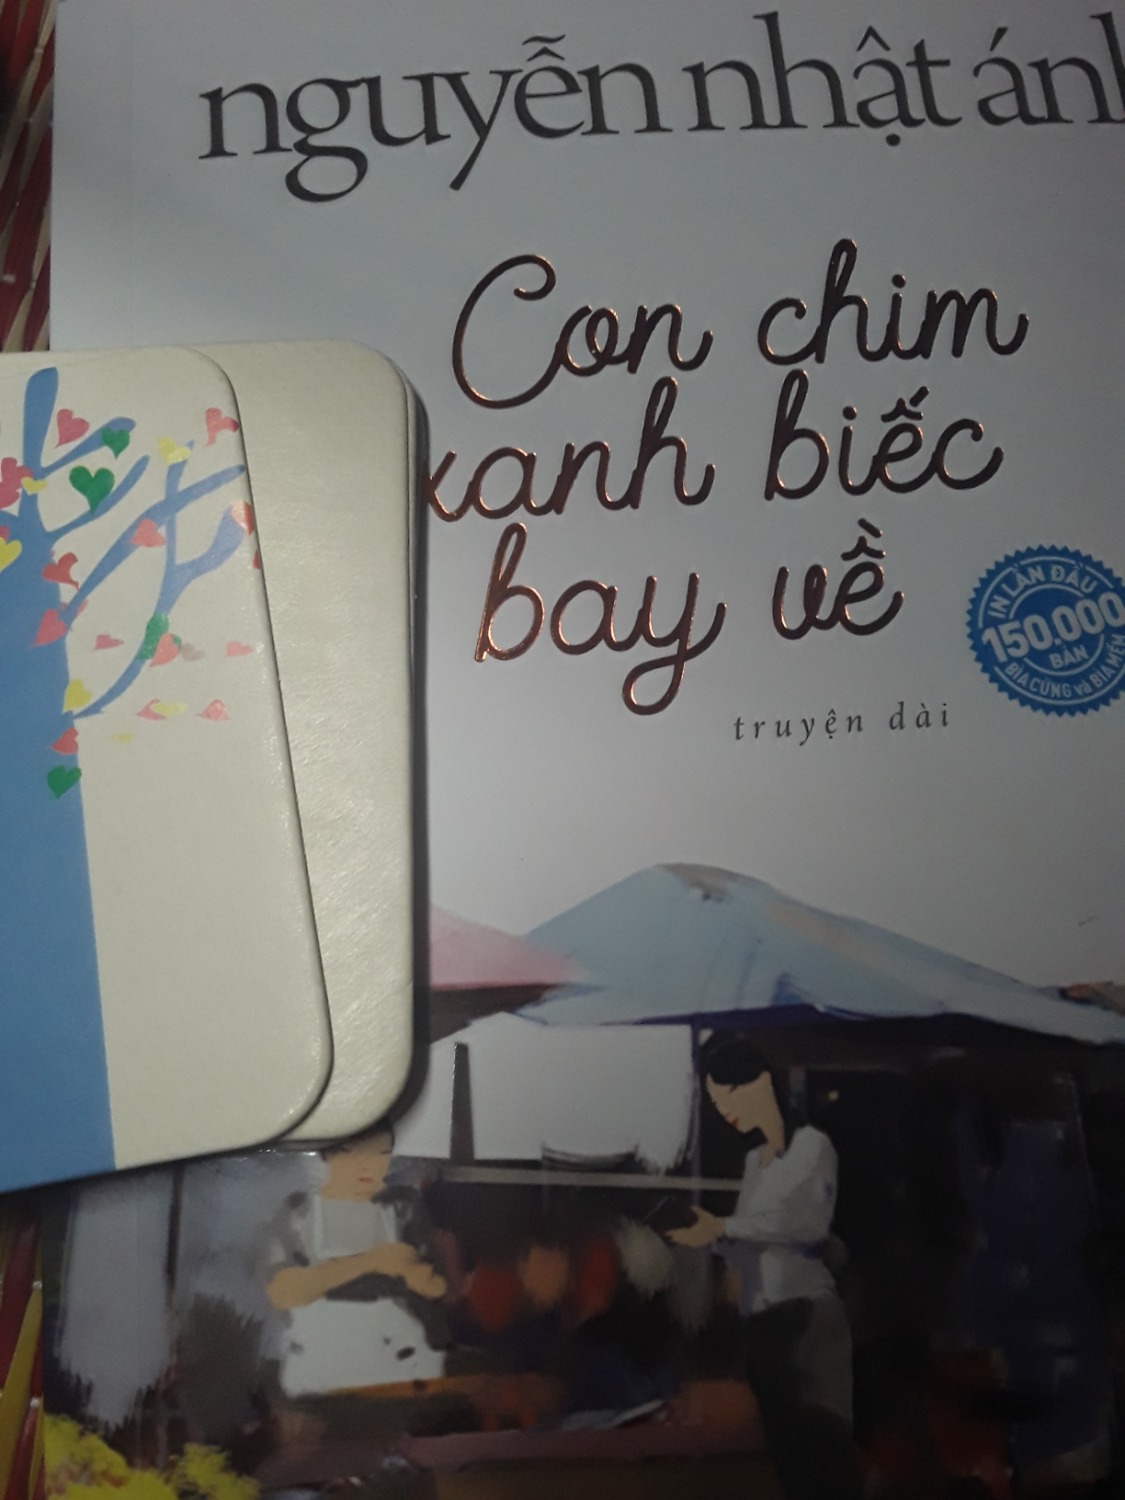 nguyễn nhật ánh
Con chim
xanh biếc
bay về
truyện dài
IN LẦN ĐẦU
150.000
BẢN
BÌA CỨNG và BÌA MỀM